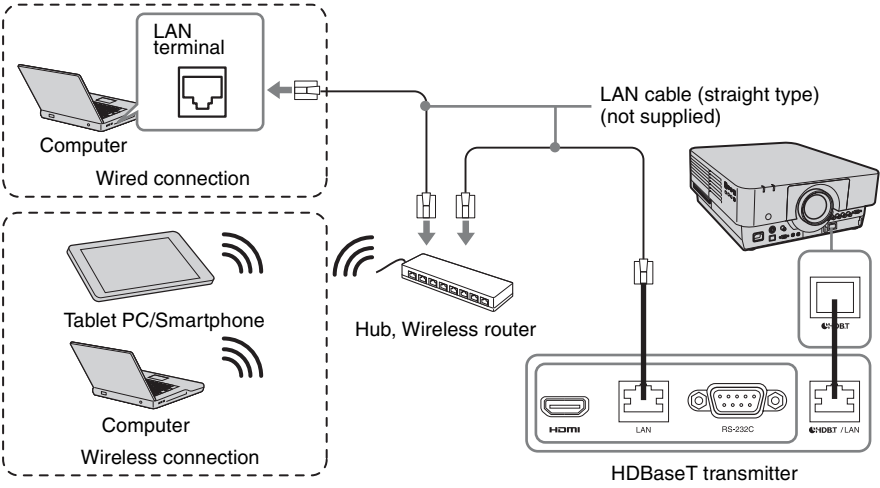 LAN
terminal
Computer
Wired connection
LAN cable (straight type)
(not supplied)
Tablet PC/Smartphone
Computer
Wireless connection
Hub, Wireless router
HDBT
HDMI
LAN
RS-232C
HDBT / LAN
HDBaseT transmitter